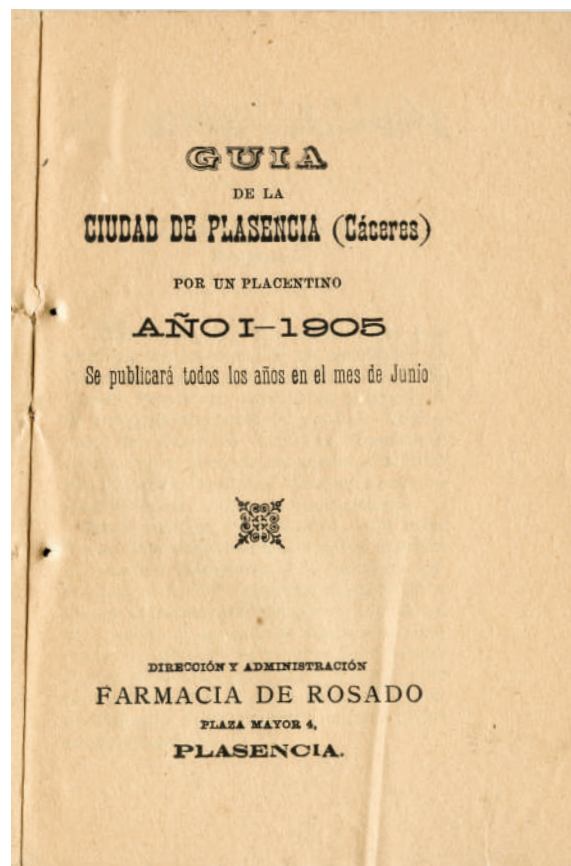 GUIA
DE LA
CIUDAD DE PLASENCIA (Cáceres)
POR UN PLACENTINO
AÑO I-1905
Se publicará todos los años en el mes de Junio
DIRECCIÓN Y ADMINISTRACIÓN
FARMACIA DE ROSADO
PLAZA MAYOR 4,
PLASENCIA.